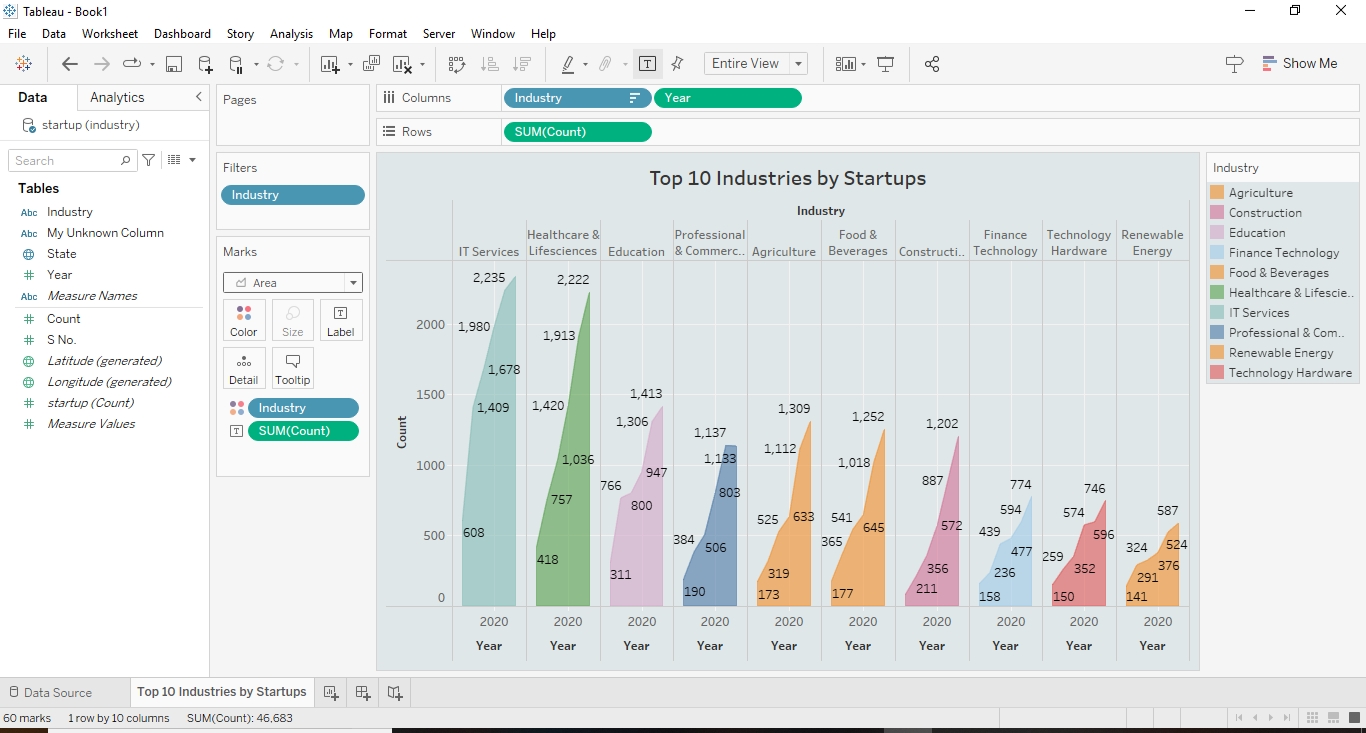 Tableau - Book1
File Data Worksheet Dashboard Story Analysis Map Format Server Window Help
Entire View Show Me
Data Analytics
startup (industry)
Search
Tables
Abc Industry
Abc My Unknown Column
State
# Year
Abc Measure Names
# Count
# S No.
Latitude (generated)
Longitude (generated)
# startup (Count)
# Measure Values
Pages
Filters
Industry
Marks
Area
Color Size Label
Detail Tooltip
Industry
SUM(Count)
Columns Industry Year
Rows SUM(Count)
Top 10 Industries by Startups
Industry
IT Services
Healthcare &
Lifesciences
Education
Professional
& Commerc..
Agriculture
Food &
Beverages
Constructi..
Finance
Technology
Technology
Hardware
Renewable
Energy
Count
2000
1500
1000
500
0
2,235
1,980
1,678
1,409
608
2,222
1,913
1,420
1,036
757
418
1,413
1,306
947
766
800
311
1,137
1,133
803
384
506
190
1,309
1,112
525
633
319
173
1,252
1,018
541
645
365
177
1,202
887
572
356
211
774
594
439
477
236
158
746
574
596
259
352
150
587
524
324
376
291
141
2020 2020 2020 2020 2020 2020 2020 2020 2020 2020
Year Year Year Year Year Year Year Year Year Year
Industry
Agriculture
Construction
Education
Finance Technology
Food & Beverages
Healthcare & Lifescie..
IT Services
Professional & Com..
Renewable Energy
Technology Hardware
Data Source Top 10 Industries by Startups
60 marks 1 row by 10 columns SUM(Count): 46,683